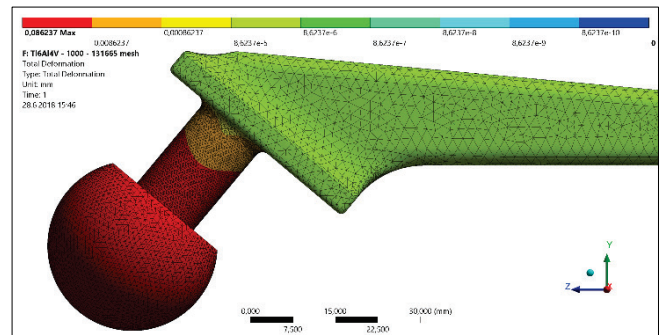 0,086237 Max 0,00086237 8,6237e-6 8,6237e-8 8,6237e-10
0,0086237 8,6237e-5 8,6237e-7 8,6237e-9 0
F: Ti6Al4V - 1000 - 131665 mesh
Total Deformation
Type: Total Deformation
Unit: mm
Time: 1
28.6.2018 15:46
Y
Z X
0,000 15,000 30,000 (mm)
7,500 22,500